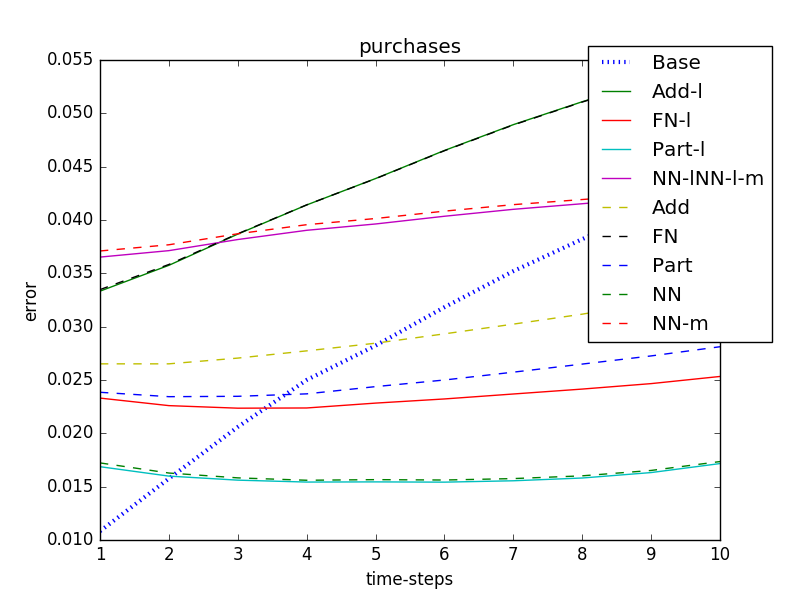 purchases
0.055
0.050
0.045
0.040
0.035
0.030
0.025
0.020
0.015
0.010
error
1 2 3 4 5 6 7 8 9 10
time-steps
Base
Add-l
FN-l
Part-l
NN-lNN-l-m
Add
FN
Part
NN
NN-m